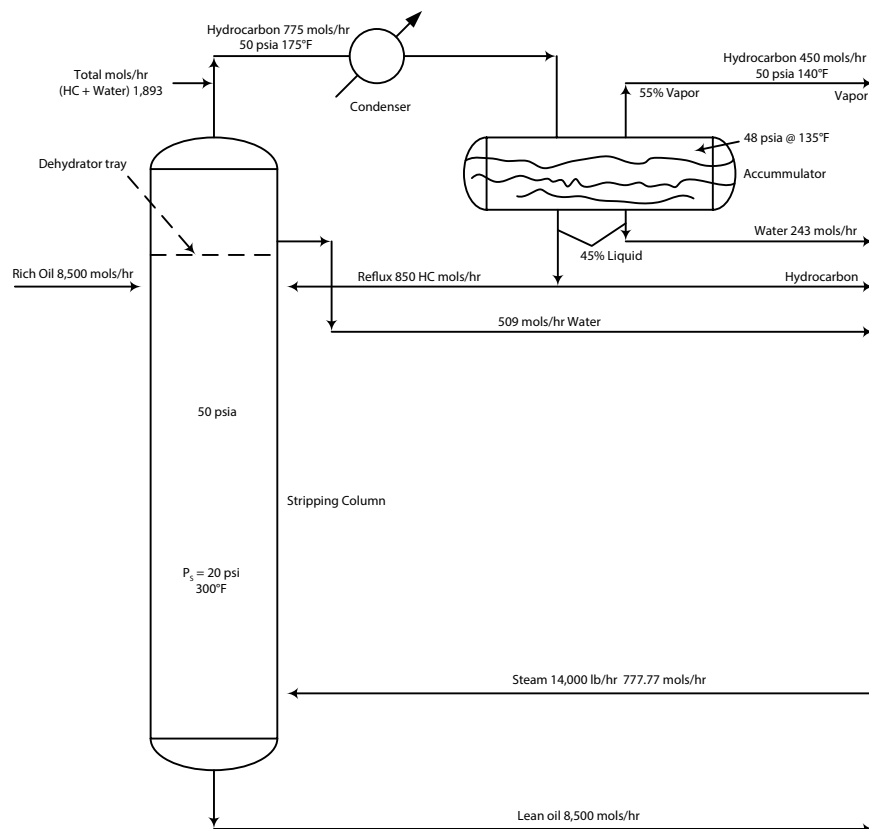 Hydrocarbon 775 mols/hr
50 psia 175°F
Total mols/hr
(HC + Water) 1,893
Condenser
Hydrocarbon 450 mols/hr
50 psia 140°F
55% Vapor
Vapor
Dehydrator tray
48 psia @ 135°F
Accummulator
Water 243 mols/hr
45% Liquid
Rich Oil 8,500 mols/hr
Reflux 850 HC mols/hr
Hydrocarbon
509 mols/hr Water
50 psia
Stripping Column
Ps = 20 psi
300°F
Steam 14,000 lb/hr 777.77 mols/hr
Lean oil 8,500 mols/hr